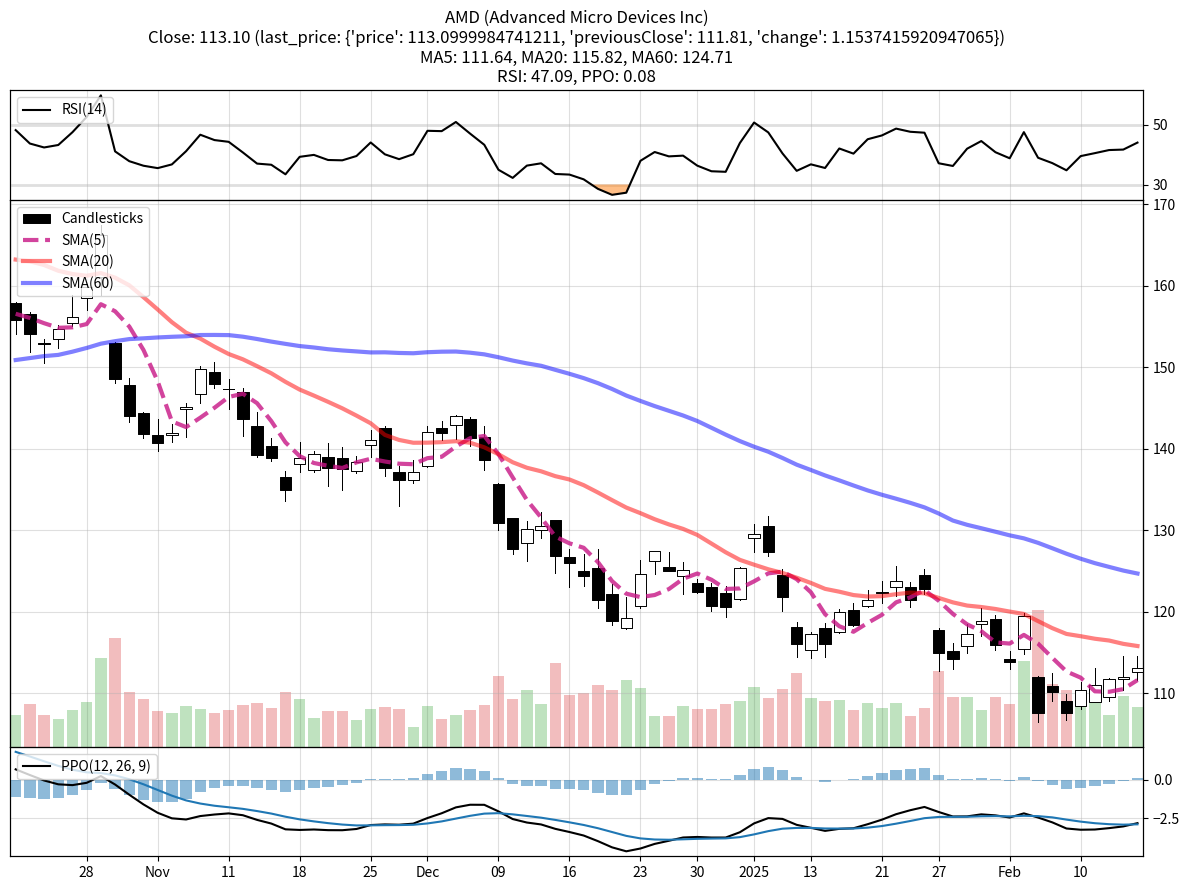 AMD (Advanced Micro Devices Inc)
Close: 113.10 (last_price: {'price': 113.0999984741211, 'previousClose': 111.81, 'change': 1.1537415920947065})
MA5: 111.64, MA20: 115.82, MA60: 124.71
RSI: 47.09, PPO: 0.08
RSI(14)
50
30
Candlesticks
SMA(5)
SMA(20)
SMA(60)
170
160
150
140
130
120
110
PPO(12, 26, 9)
0.0
−2.5
28 Nov 11 18 25 Dec 09 16 23 30 2025 13 21 27 Feb 10